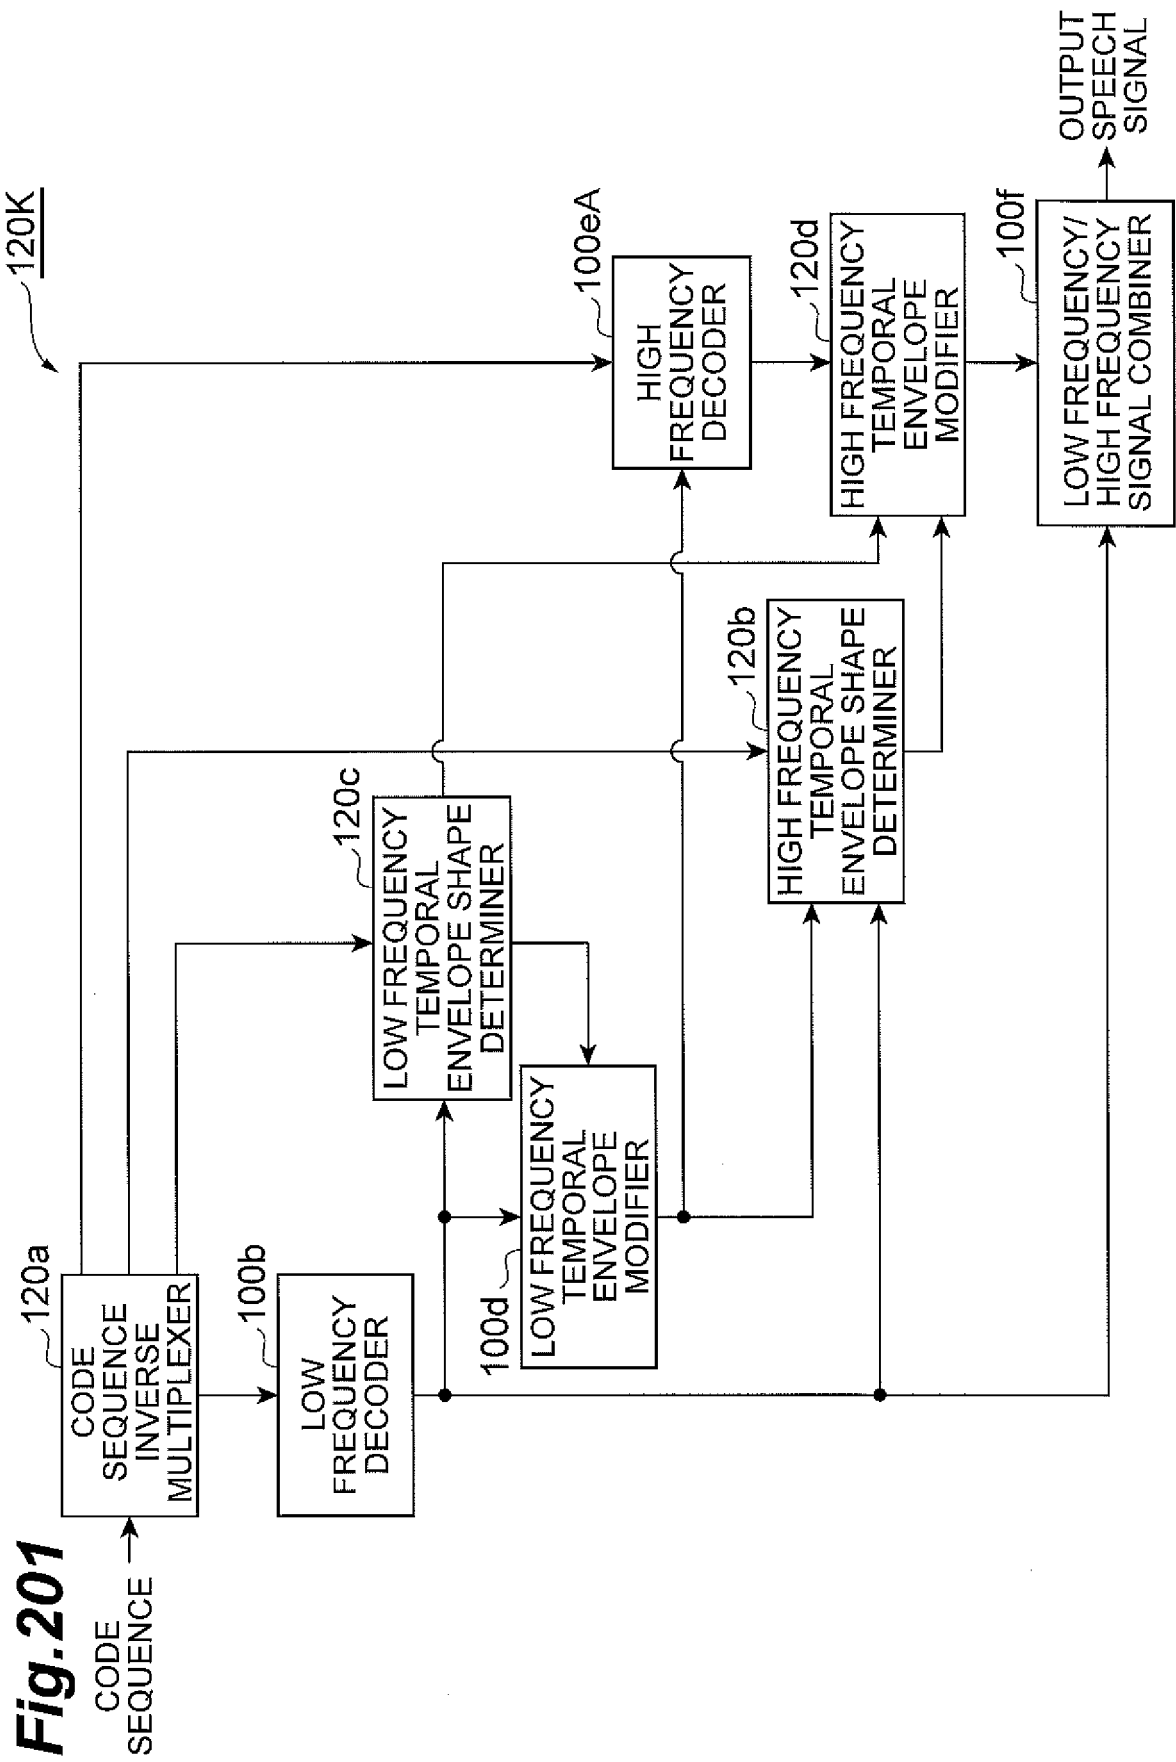 Fig.201
120K
CODE
SEQUENCE
120a
CODE
SEQUENCE
INVERSE
MULTIPLEXER
100b
LOW
FREQUENCY
DECODER
120c
LOW FREQUENCY
TEMPORAL
ENVELOPE SHAPE
DETERMINER
100d
LOW FREQUENCY
TEMPORAL
ENVELOPE
MODIFIER
120b
HIGH FREQUENCY
TEMPORAL
ENVELOPE SHAPE
DETERMINER
100eA
HIGH
FREQUENCY
DECODER
120d
HIGH FREQUENCY
TEMPORAL
ENVELOPE
MODIFIER
100f
LOW FREQUENCY/
HIGH FREQUENCY
SIGNAL COMBINER
OUTPUT
SPEECH
SIGNAL